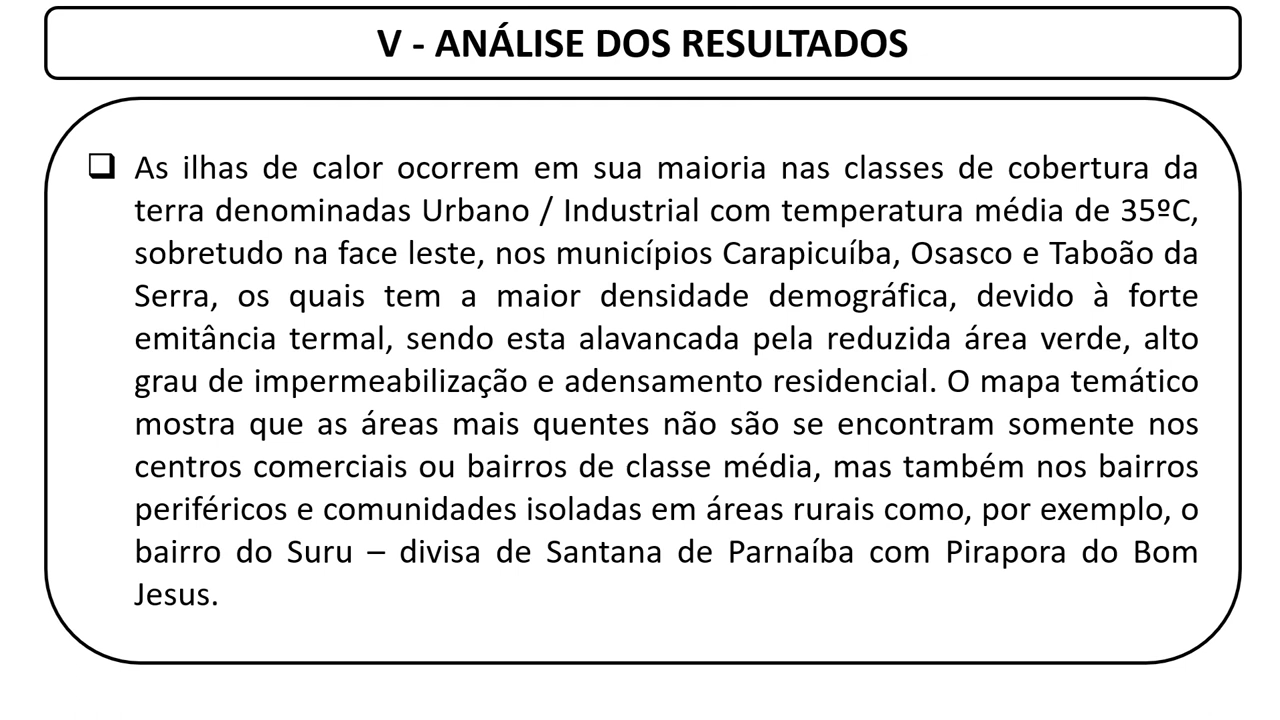 V - ANÁLISE DOS RESULTADOS
❑ As ilhas de calor ocorrem em sua maioria nas classes de cobertura da
terra denominadas Urbano / Industrial com temperatura média de 35ºC,
sobretudo na face leste, nos municípios Carapicuíba, Osasco e Taboão da
Serra, os quais tem a maior densidade demográfica, devido à forte
emitância termal, sendo esta alavancada pela reduzida área verde, alto
grau de impermeabilização e adensamento residencial. O mapa temático
mostra que as áreas mais quentes não são se encontram somente nos
centros comerciais ou bairros de classe média, mas também nos bairros
periféricos e comunidades isoladas em áreas rurais como, por exemplo, o
bairro do Suru – divisa de Santana de Parnaíba com Pirapora do Bom
Jesus.